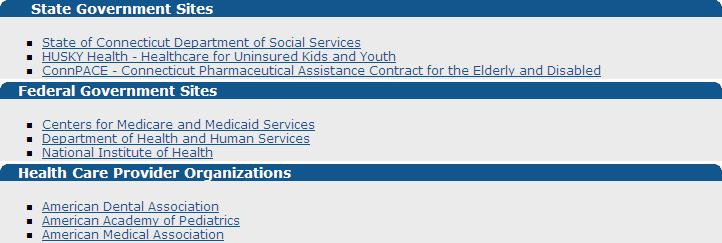 State Government Sites
State of Connecticut Department of Social Services
HUSKY Health - Healthcare for Uninsured Kids and Youth
ConnPACE - Connecticut Pharmaceutical Assistance Contract for the Elderly and Disabled
Federal Government Sites
Centers for Medicare and Medicaid Services
Department of Health and Human Services
National Institute of Health
Health Care Provider Organizations
American Dental Association
American Academy of Pediatrics
American Medical Association